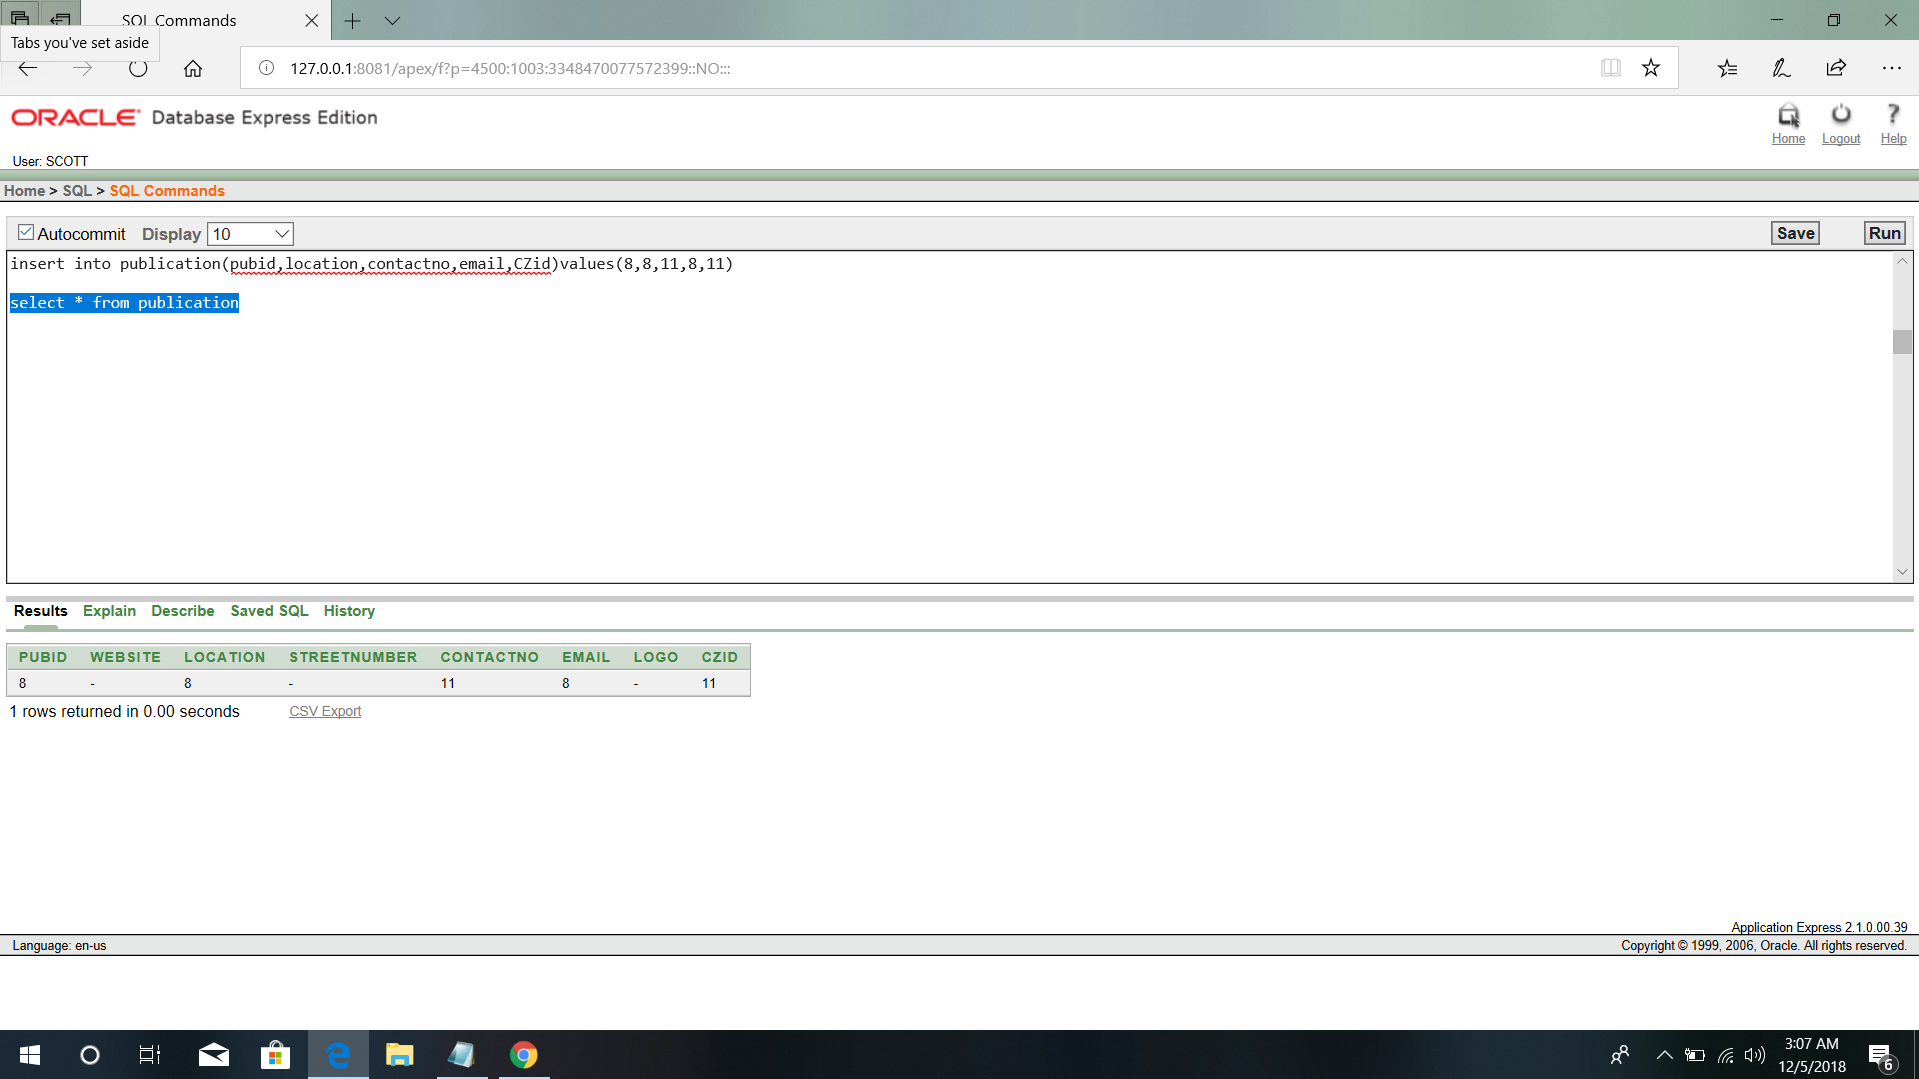 SQL Commands
Tabs you've set aside
127.0.0.1:8081/apex/f?p=4500:1003:3348470077572399::NO:::
ORACLE Database Express Edition
Home Logout Help
User: SCOTT
Home > SQL > SQL Commands
Autocommit Display 10 Save Run
insert into publication(pubid,location,contactno,email,CZid)values(8,8,11,8,11)
select * from publication
Results Explain Describe Saved SQL History
PUBID WEBSITE LOCATION STREETNUMBER CONTACTNO EMAIL LOGO CZID
8 - 8 - 11 8 - 11
1 rows returned in 0.00 seconds CSV Export
Application Express 2.1.0.00.39
Language: en-us Copyright © 1999, 2006, Oracle. All rights reserved.
3:07 AM
12/5/2018
6